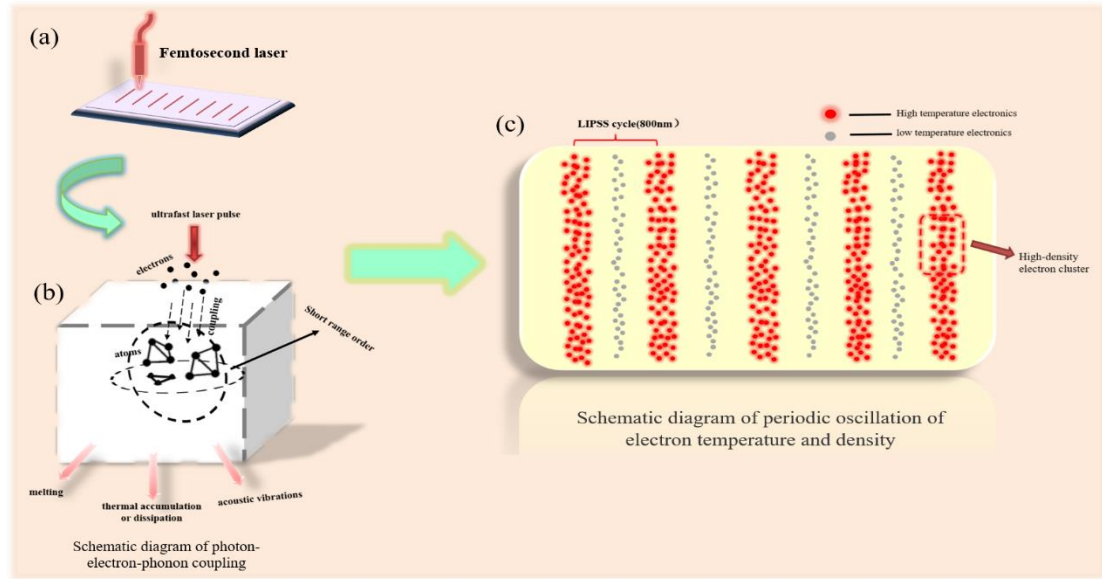 (a)
Femtosecond laser
ultrafast laser pulse
electrons
(b)
coupling
Short range order
atoms
melting
thermal accumulation
or dissipation
acoustic vibrations
Schematic diagram of photon-
electron-phonon coupling
(c)
LIPSS cycle(800nm）
High temperature electronics
low temperature electronics
High-density
electron cluster
Schematic diagram of periodic oscillation of
electron temperature and density